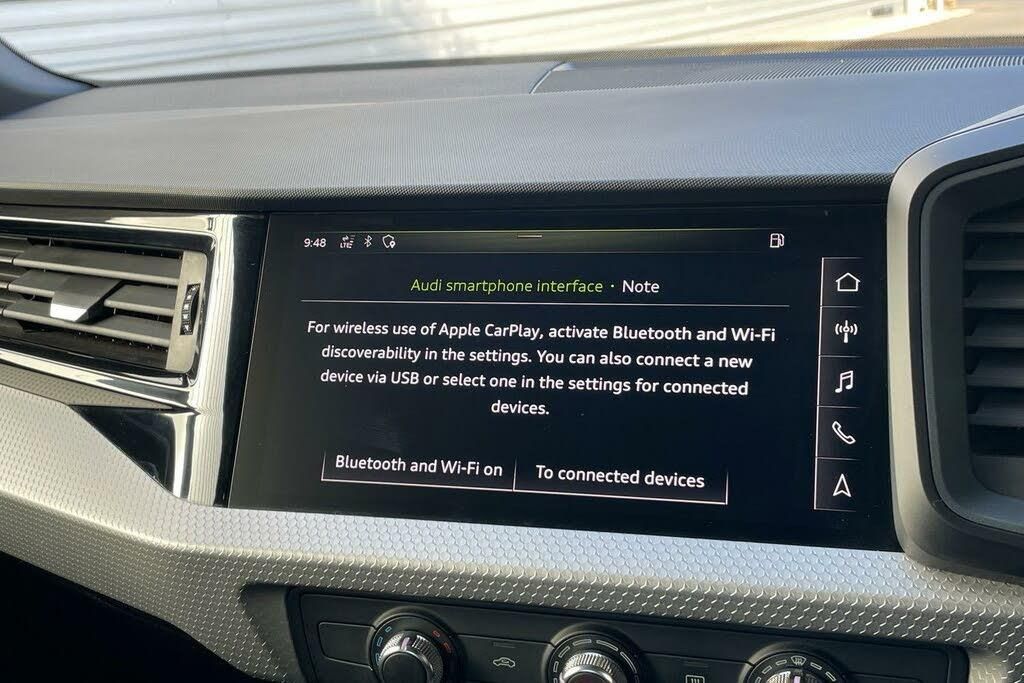 9:48 LTE
Audi smartphone interface · Note
For wireless use of Apple CarPlay, activate Bluetooth and Wi-Fi
discoverability in the settings. You can also connect a new
device via USB or select one in the settings for connected
devices.
Bluetooth and Wi-Fi on
To connected devices